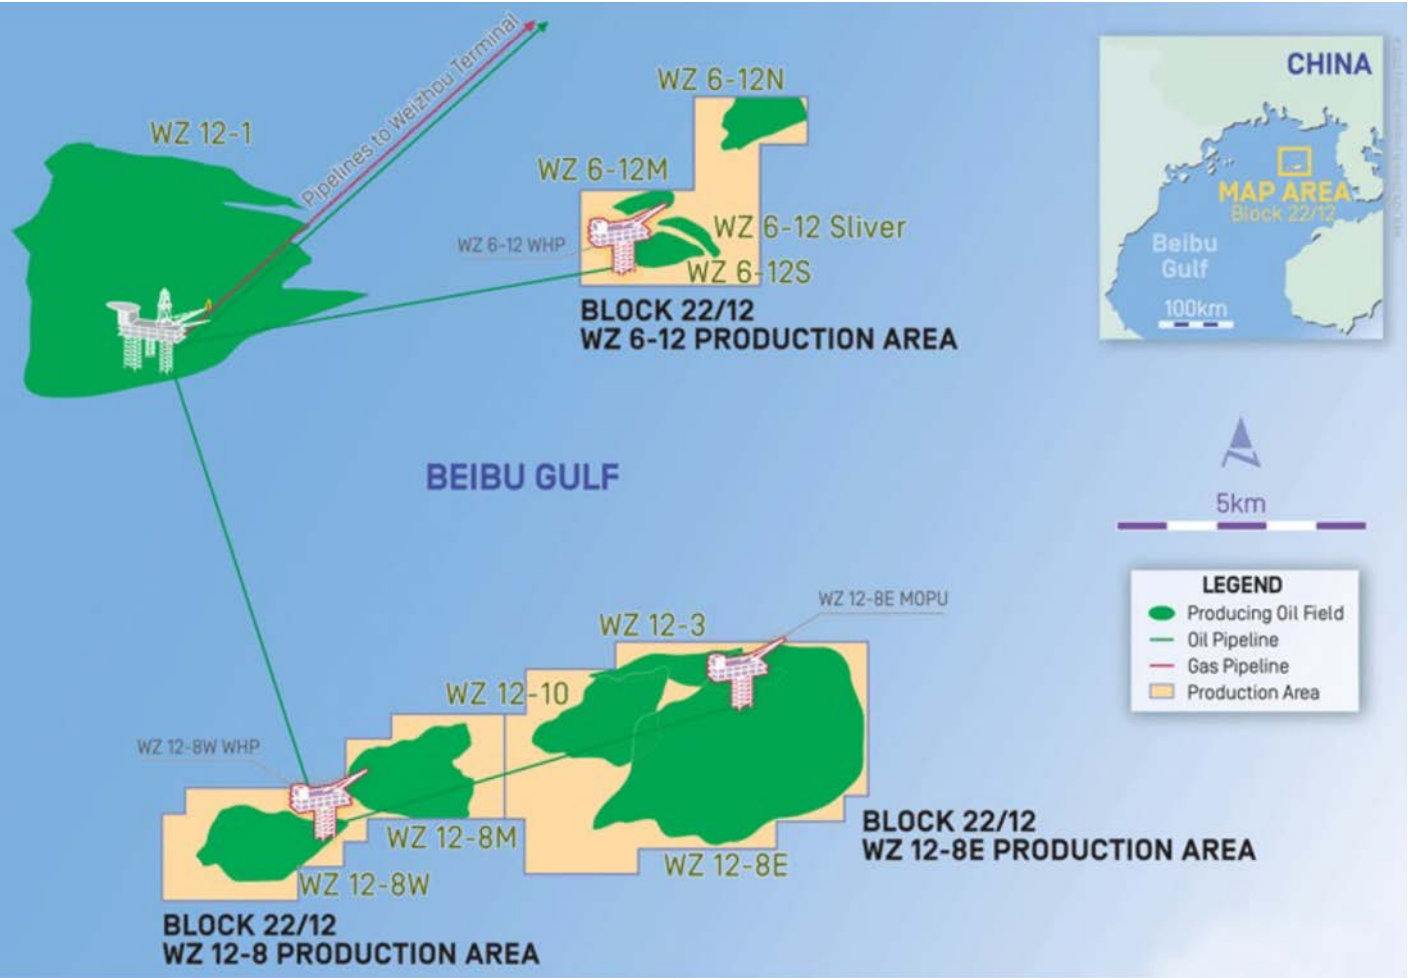 Pipelines to Weizhou Terminal
WZ 12-1
WZ 6-12N
WZ 6-12M
WZ 6-12 WHP
WZ 6-12 Sliver
WZ 6-12S
BLOCK 22/12
WZ 6-12 PRODUCTION AREA
CHINA
MAP AREA
Block 22/12
Beibu
Gulf
100km
BEIBU GULF
5km
LEGEND
Producing Oil Field
Oil Pipeline
Gas Pipeline
Production Area
WZ 12-8E MOPU
WZ 12-3
WZ 12-10
WZ 12-8W WHP
WZ 12-8M
WZ 12-8E
WZ 12-8W
BLOCK 22/12
WZ 12-8E PRODUCTION AREA
BLOCK 22/12
WZ 12-8 PRODUCTION AREA